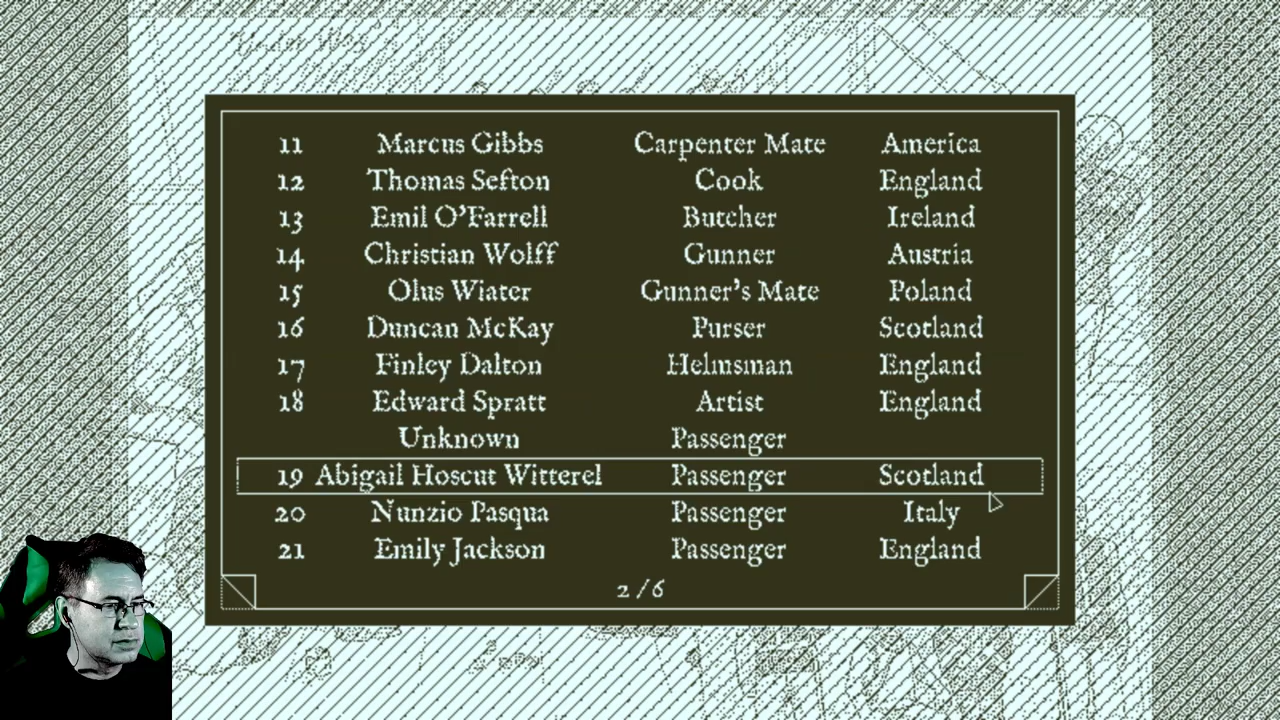 11 Marcus Gibbs Carpenter Mate America
12 Thomas Sefton Cook England
13 Emil O'Farrell Butcher Ireland
14 Christian Wolff Gunner Austria
15 Olus Wiater Gunner's Mate Poland
16 Duncan McKay Purser Scotland
17 Finley Dalton Helmsman England
18 Edward Spratt Artist England
Unknown Passenger
19 Abigail Hoscut Witterel Passenger Scotland
20 Nunzio Pasqua Passenger Italy
21 Emily Jackson Passenger England
2/6